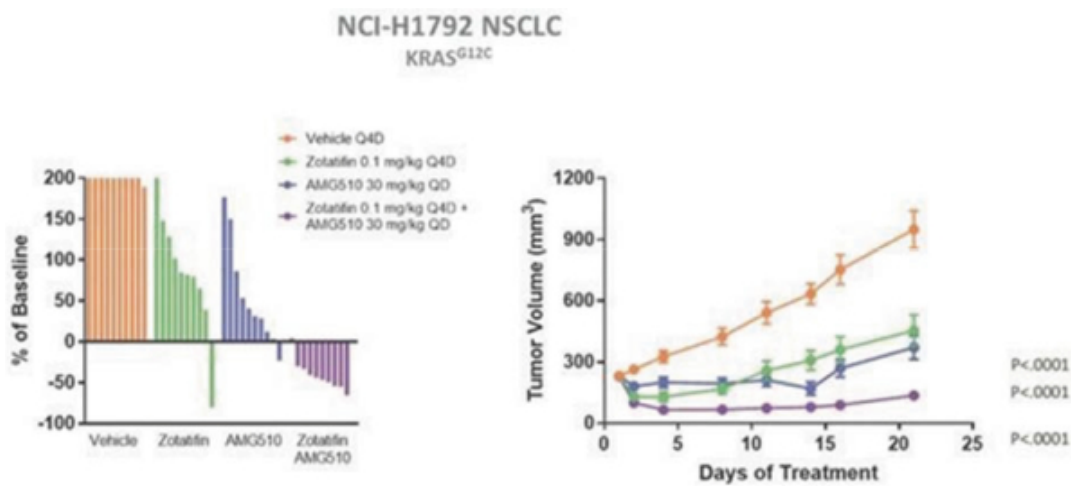 NCI-H1792 NSCLC
KRASG12C
Vehicle Q4D
Zotatifin 0.1 mg/kg Q4D
AMG510 30 mg/kg QD
Zotatifin 0.1 mg/kg Q4D +
AMG510 30 mg/kg QD
% of Baseline
200
150
100
50
0
-50
-100
Vehicle
Zotatifin
AMG510
Zotatifin
AMG510
Tumor Volume (mm3)
1200
900
600
300
0
0
5
10
15
20
25
Days of Treatment
P<.0001
P<.0001
P<.0001